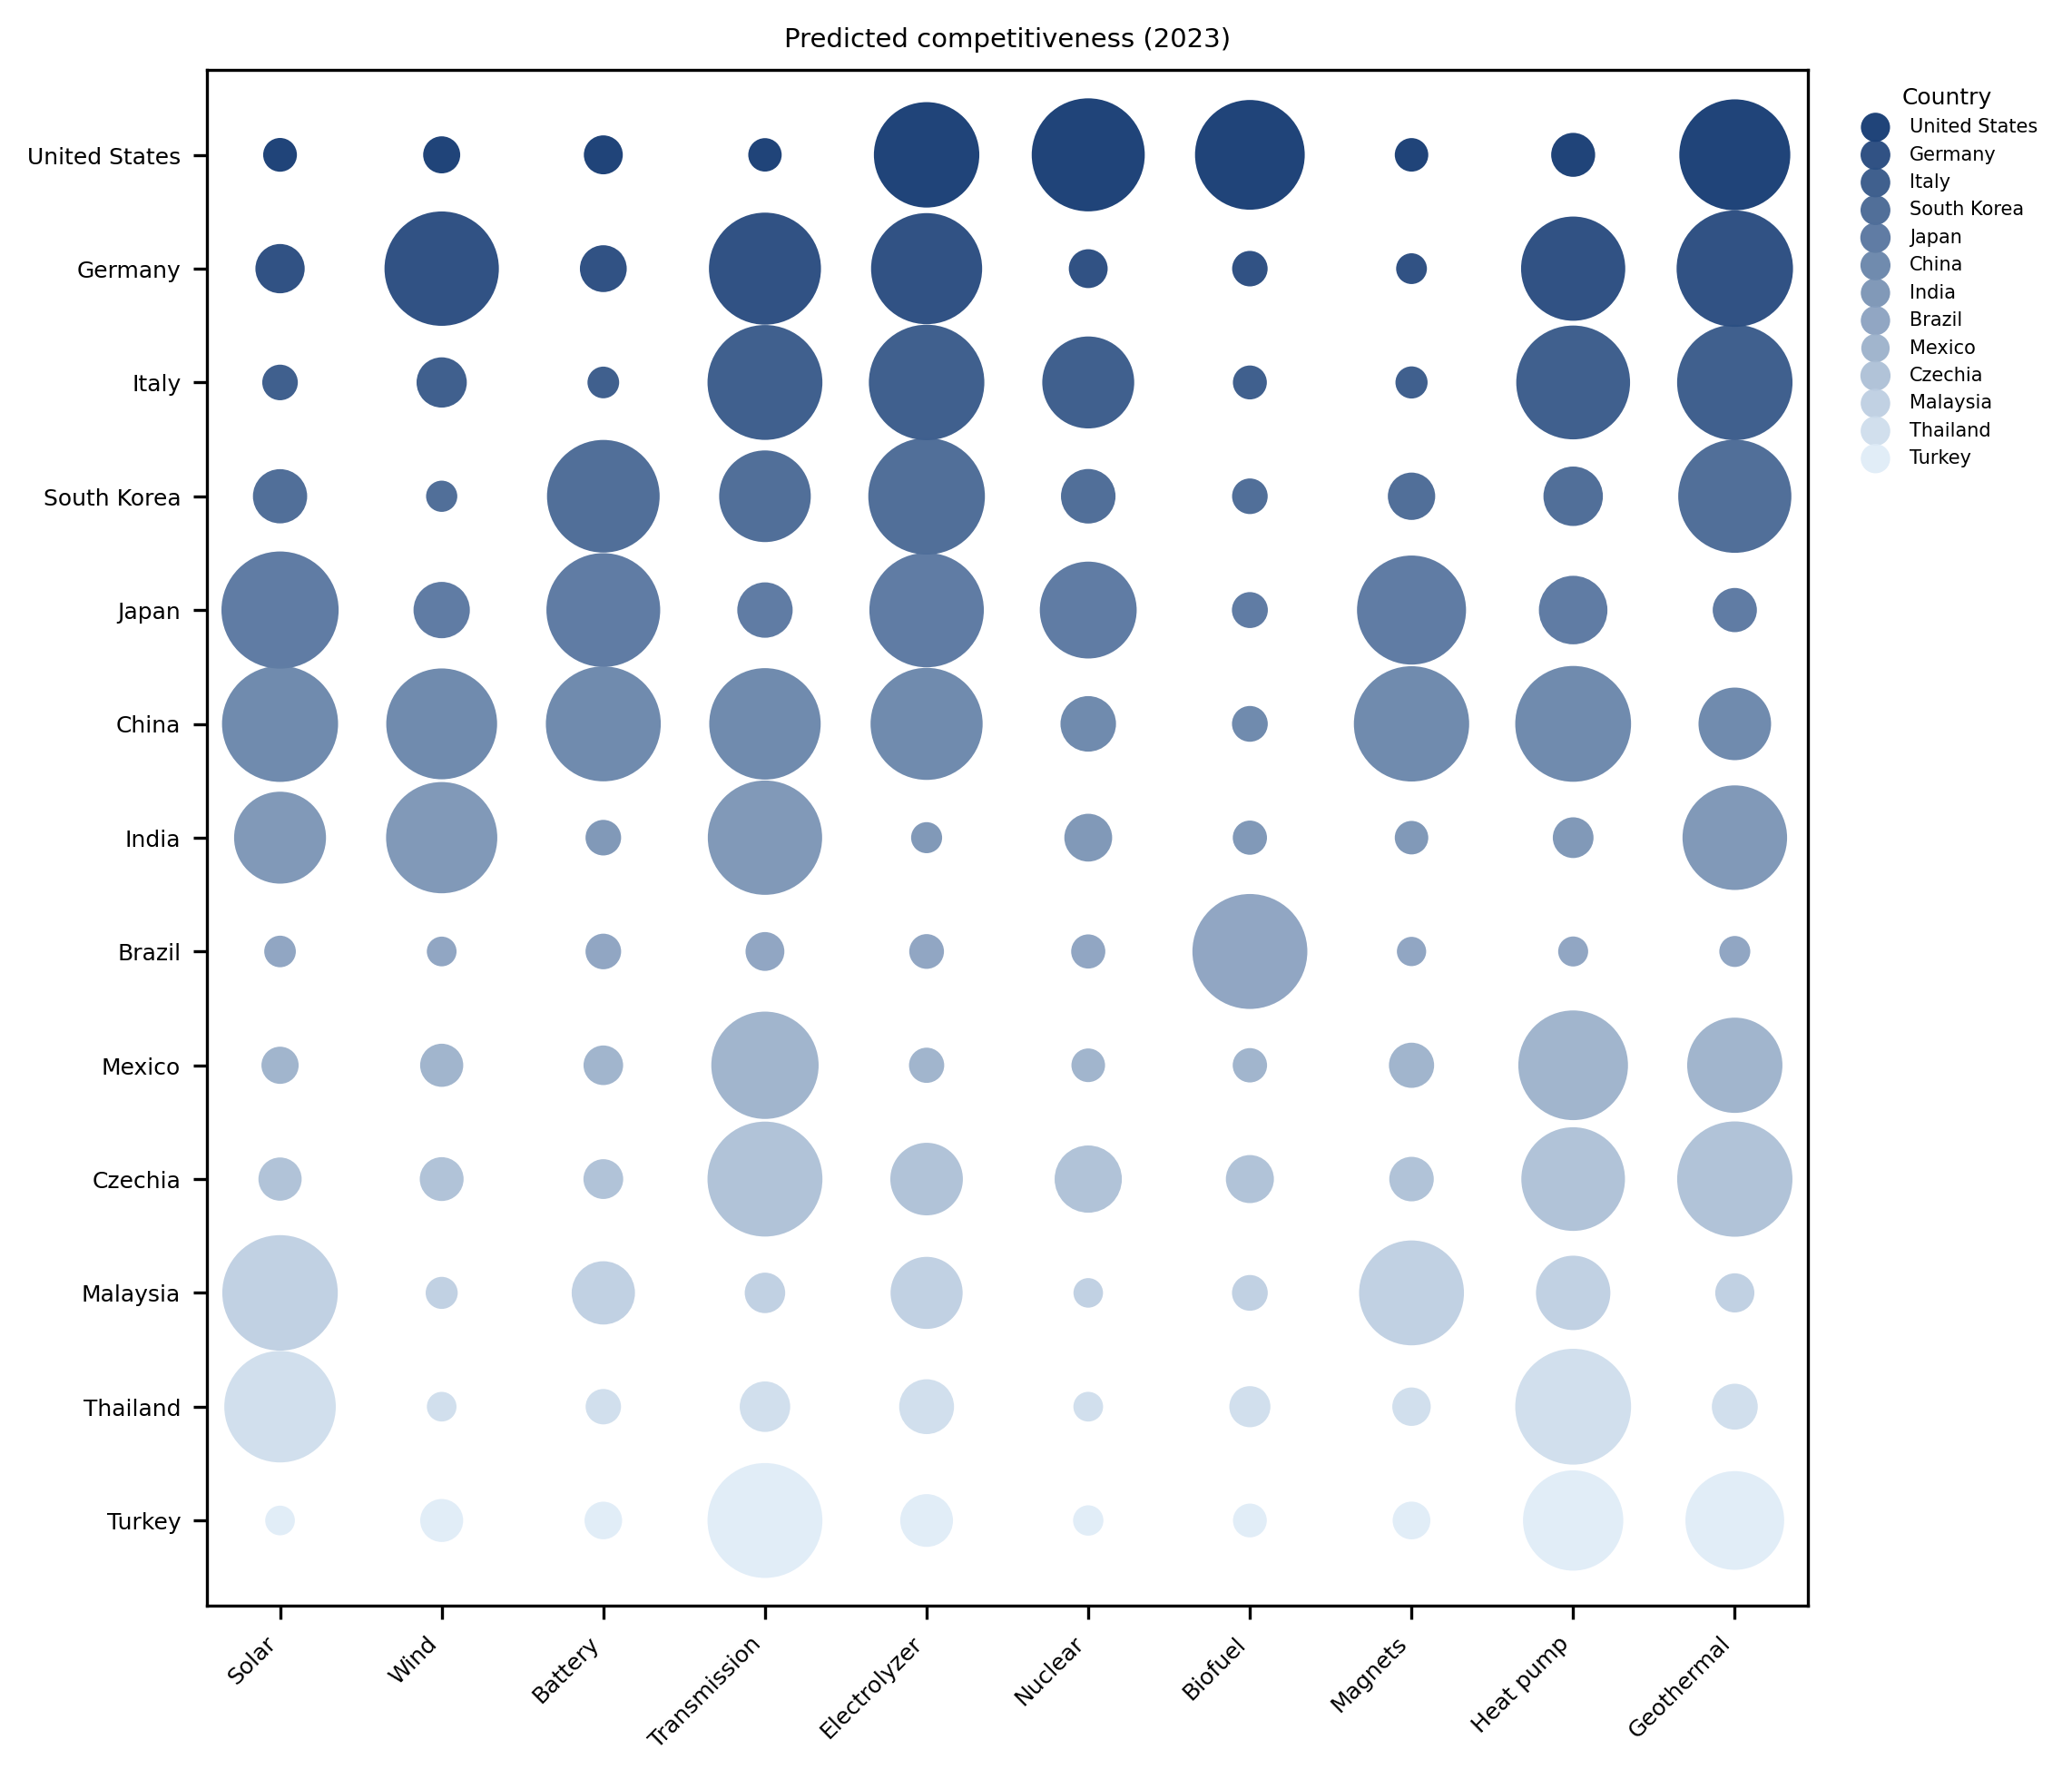 Predicted competitiveness (2023)
United States
Germany
Italy
South Korea
Japan
China
India
Brazil
Mexico
Czechia
Malaysia
Thailand
Turkey
Solar
Wind
Battery
Transmission
Electrolyzer
Nuclear
Biofuel
Magnets
Heat pump
Geothermal
Country
United States
Germany
Italy
South Korea
Japan
China
India
Brazil
Mexico
Czechia
Malaysia
Thailand
Turkey